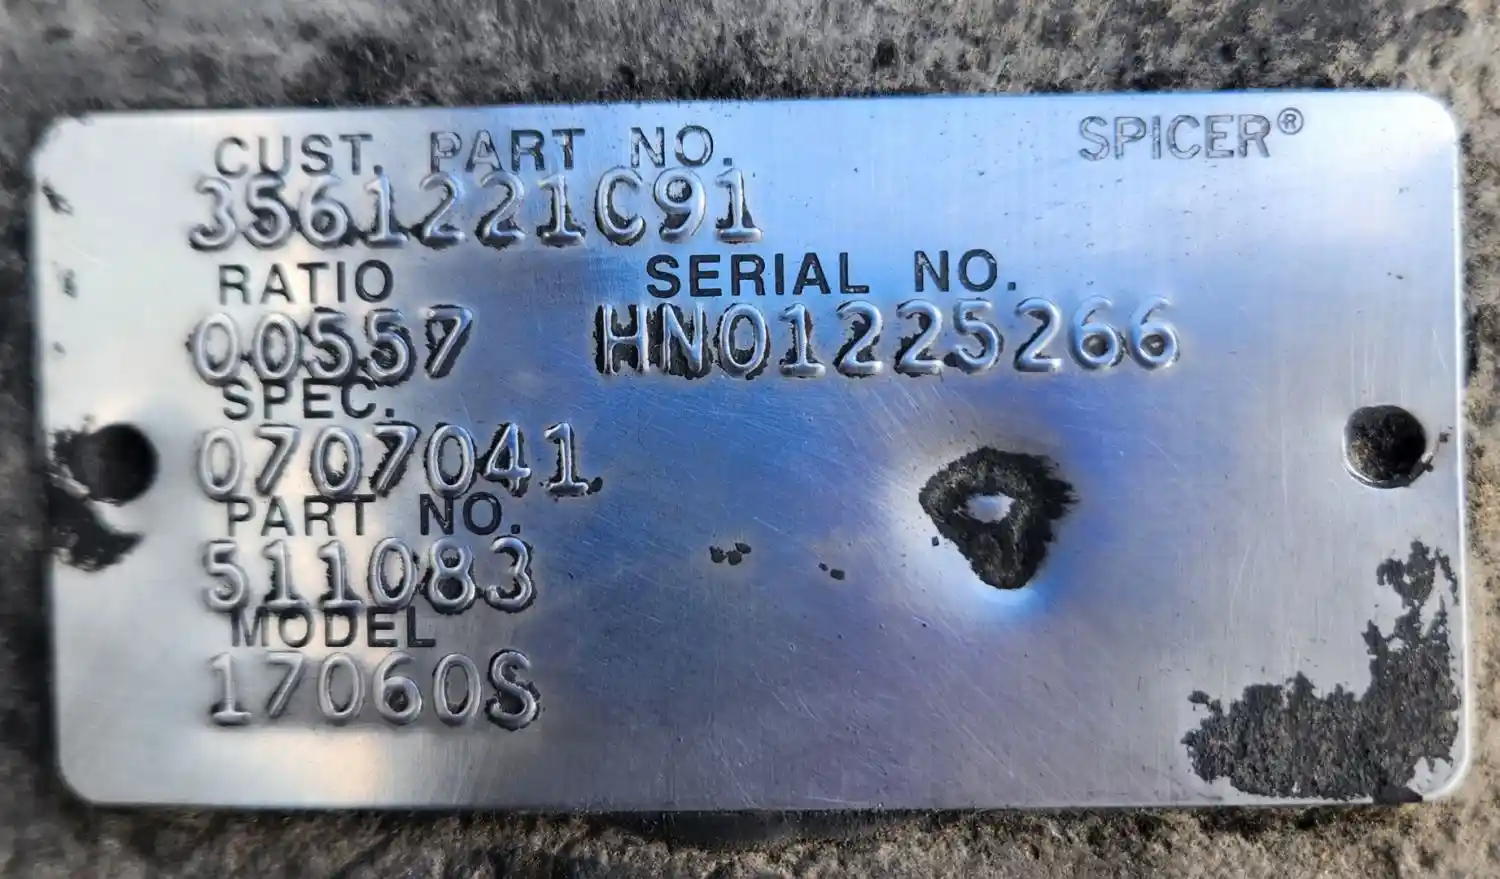 SPICER®
CUST. PART NO.
3561221C91
RATIO SERIAL NO.
00557 HN01225266
SPEC.
0707041
PART NO.
511083
MODEL
17060S